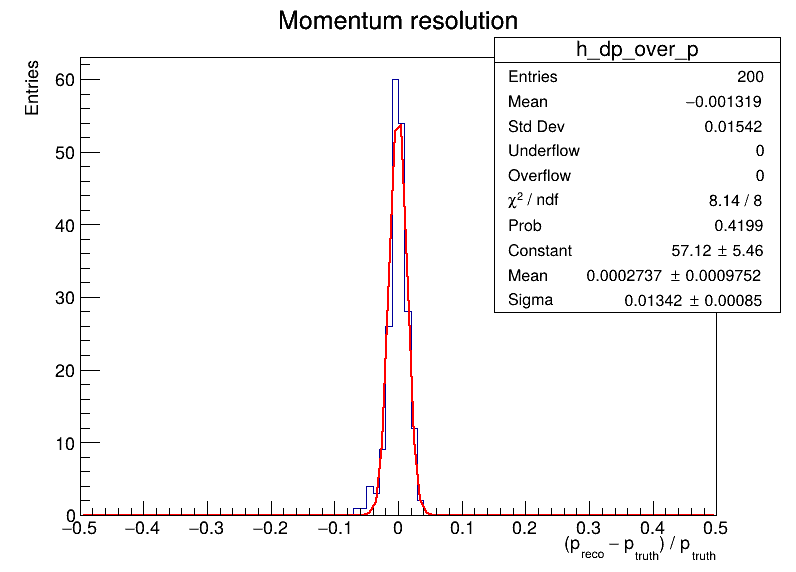 Momentum resolution
h_dp_over_p
Entries 200
Mean −0.001319
Std Dev 0.01542
Underflow 0
Overflow 0
χ² / ndf 8.14 / 8
Prob 0.4199
Constant 57.12 ± 5.46
Mean 0.0002737 ± 0.0009752
Sigma 0.01342 ± 0.00085
Entries
60
50
40
30
20
10
0
−0.5 −0.4 −0.3 −0.2 −0.1 0 0.1 0.2 0.3 0.4 0.5
(p_reco − p_truth) / p_truth